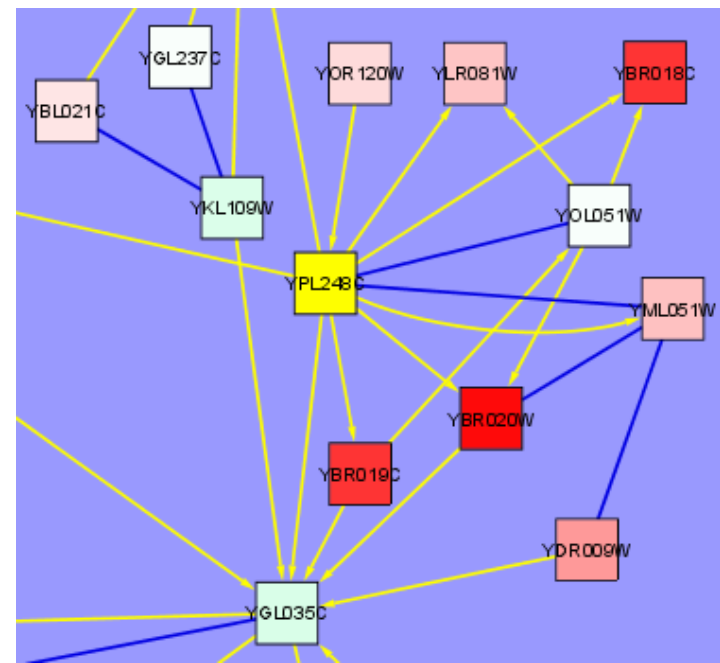 YGL237C
YOR120W
YLR081W
YBR018C
YBL021C
YKL109W
YOL051W
YPL248C
YML051W
YBR020W
YBR019C
YDR009W
YGL035C